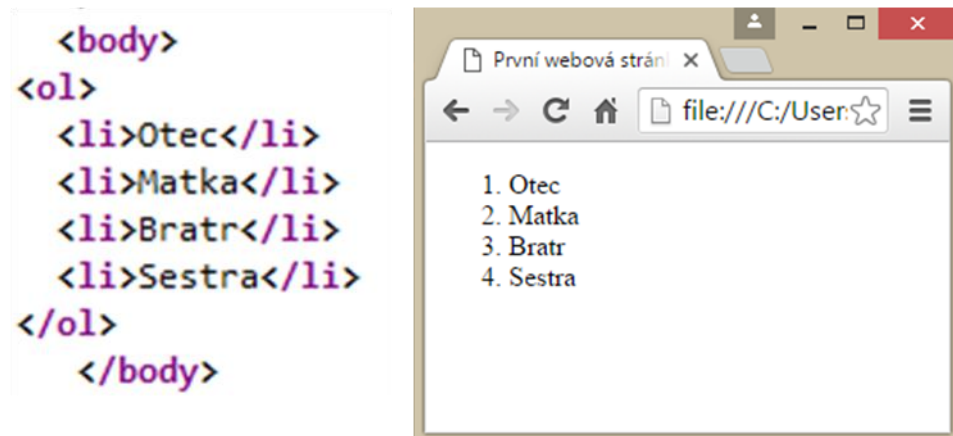 <body>
<ol>
<li>Otec</li>
<li>Matka</li>
<li>Bratr</li>
<li>Sestra</li>
</ol>
</body>
První webová strán
file:///C:/User
1. Otec
2. Matka
3. Bratr
4. Sestra